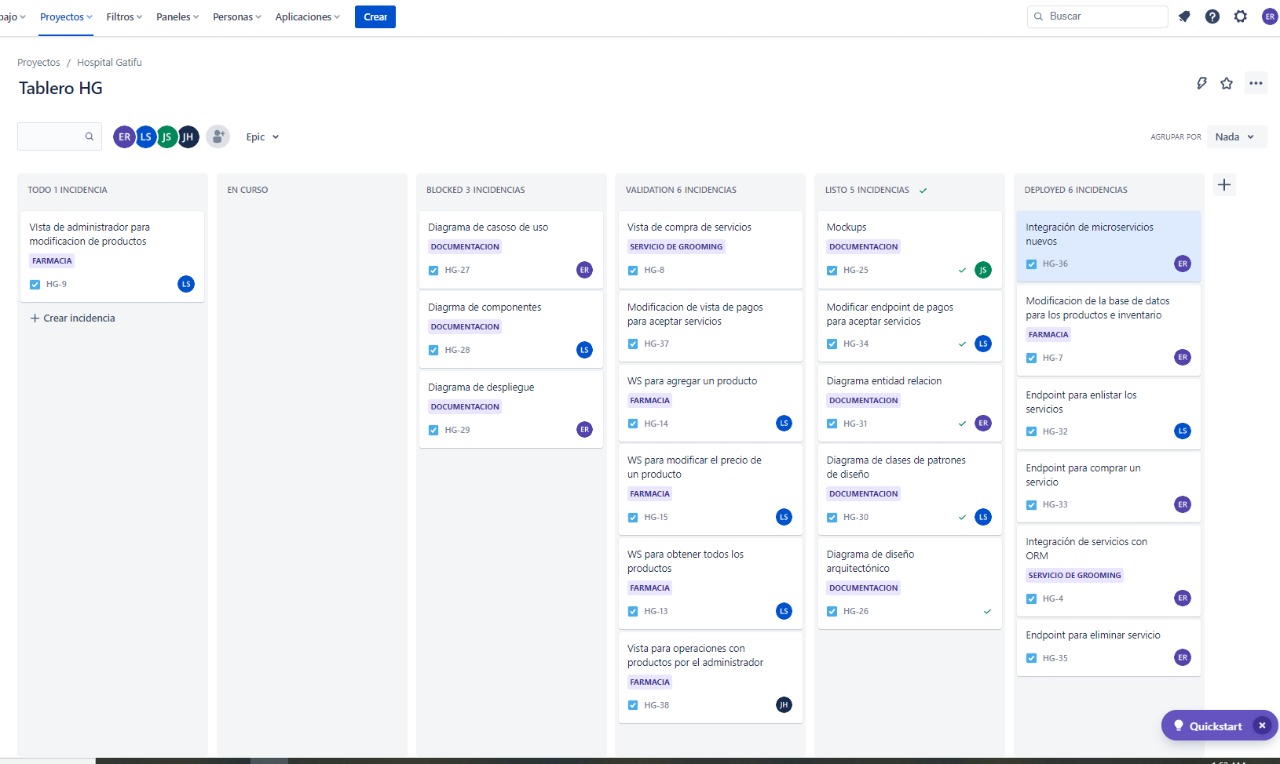 bajo
Proyectos
Filtros
Paneles
Personas
Aplicaciones
Crear
Buscar
ER
Proyectos / Hospital Gatifu
Tablero HG
ER LS JS JH
Epic
AGRUPAR POR
Nada
TODO 1 INCIDENCIA
VIsta de administrador para
modificacion de productos
FARMACIA
HG-9
LS
+ Crear incidencia
EN CURSO
BLOCKED 3 INCIDENCIAS
Diagrama de casoso de uso
DOCUMENTACION
HG-27
ER
Diagrma de componentes
DOCUMENTACION
HG-28
LS
Diagrama de despliegue
DOCUMENTACION
HG-29
ER
VALIDATION 6 INCIDENCIAS
Vista de compra de servicios
SERVICIO DE GROOMING
HG-8
Modificacion de vista de pagos
para aceptar servicios
HG-37
WS para agregar un producto
FARMACIA
HG-14
LS
WS para modificar el precio de
un producto
FARMACIA
HG-15
LS
WS para obtener todos los
productos
FARMACIA
HG-13
LS
Vista para operaciones con
productos por el administrador
FARMACIA
HG-38
JH
LISTO 5 INCIDENCIAS
Mockups
DOCUMENTACION
HG-25
JS
Modificar endpoint de pagos
para aceptar servicios
HG-34
LS
Diagrama entidad relacion
DOCUMENTACION
HG-31
ER
Diagrama de clases de patrones
de diseño
DOCUMENTACION
HG-30
LS
Diagrama de diseño
arquitectónico
DOCUMENTACION
HG-26
DEPLOYED 6 INCIDENCIAS
Integración de microservicios
nuevos
HG-36
ER
Modificacion de la base de datos
para los productos e inventario
FARMACIA
HG-7
ER
Endpoint para enlistar los
servicios
HG-32
LS
Endpoint para comprar un
servicio
HG-33
ER
Integración de servicios con
ORM
SERVICIO DE GROOMING
HG-4
ER
Endpoint para eliminar servicio
HG-35
ER
Quickstart